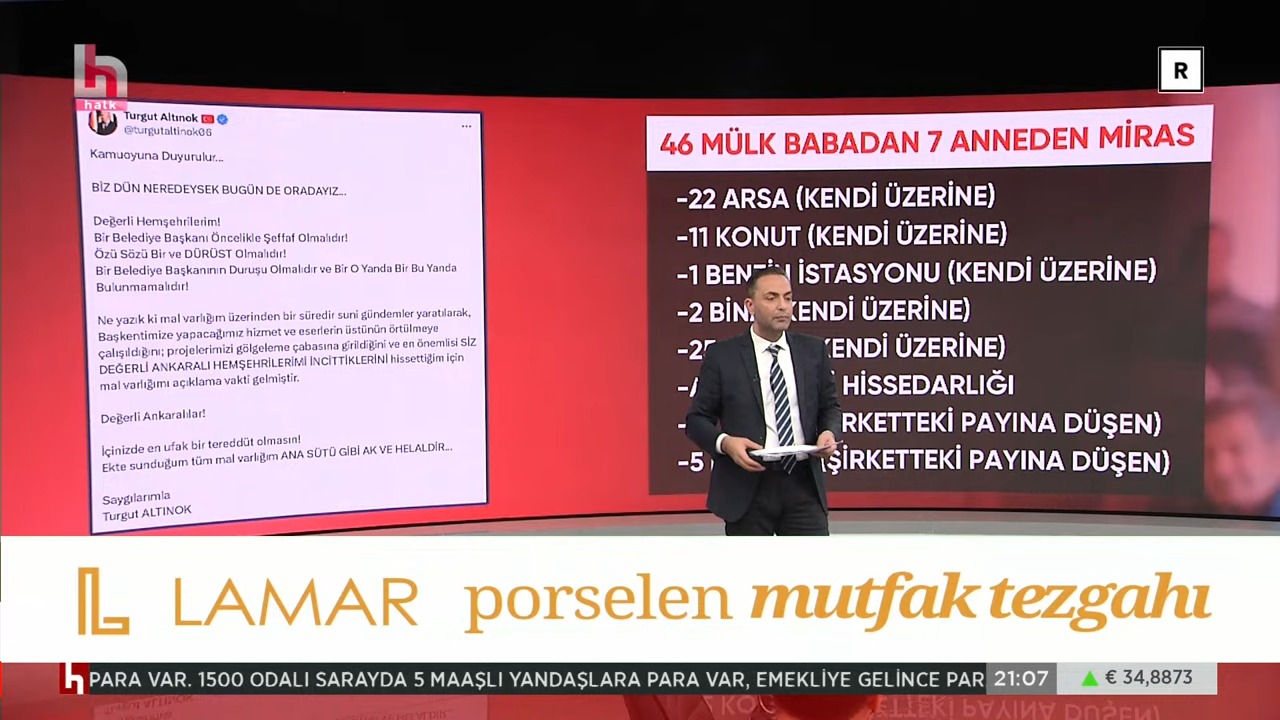 h
halk
R
Turgut Altınok
@turgutaltinok06
Kamuoyuna Duyurulur...
BİZ DÜN NEREDEYSEK BUGÜN DE ORADAYIZ...
Değerli Hemşehrilerim!
Bir Belediye Başkanı Öncelikle Şeffaf Olmalıdır!
Özü Sözü Bir ve DÜRÜST Olmalıdır!
Bir Belediye Başkanının Duruşu Olmalıdır ve Bir O Yanda Bir Bu Yanda
Bulunmamalıdır!
Ne yazık ki mal varlığım üzerinden bir süredir suni gündemler yaratılarak,
Başkentimize yapacağımız hizmet ve eserlerin üstünün örtülmeye
çalışıldığını; projelerimizi gölgeleme çabasına girildiğini ve en önemlisi SİZ
DEĞERLİ ANKARALI HEMŞEHRİLERİMİ İNCİTTİKLERİNİ hissettiğim için
mal varlığımı açıklama vakti gelmiştir.
Değerli Ankaralılar!
İçinizde en ufak bir tereddüt olmasın!
Ekte sunduğum tüm mal varlığım ANA SÜTÜ GİBİ AK VE HELALDİR...
Saygılarımla
Turgut ALTINOK
46 MÜLK BABADAN 7 ANNEDEN MİRAS
-22 ARSA (KENDİ ÜZERİNE)
-11 KONUT (KENDİ ÜZERİNE)
-1 BENZİN İSTASYONU (KENDİ ÜZERİNE)
-2 BİNA (KENDİ ÜZERİNE)
KENDİ ÜZERİNE)
HİSSEDARLIĞI
(ŞİRKETTEKİ PAYINA DÜŞEN)
-5 (ŞİRKETTEKİ PAYINA DÜŞEN)
LAMAR porselen mutfak tezgahı
h PARA VAR. 1500 ODALI SARAYDA 5 MAAŞLI YANDAŞLARA PARA VAR, EMEKLİYE GELİNCE PAR 21:07 € 34,8873